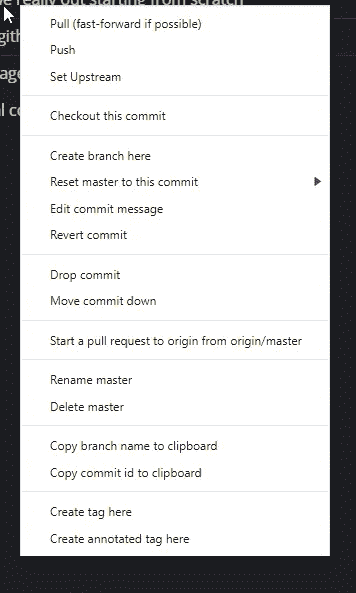 be really out starting from scratch
gith
age
l co
Pull (fast-forward if possible)
Push
Set Upstream
Checkout this commit
Create branch here
Reset master to this commit
Edit commit message
Revert commit
Drop commit
Move commit down
Start a pull request to origin from origin/master
Rename master
Delete master
Copy branch name to clipboard
Copy commit id to clipboard
Create tag here
Create annotated tag here